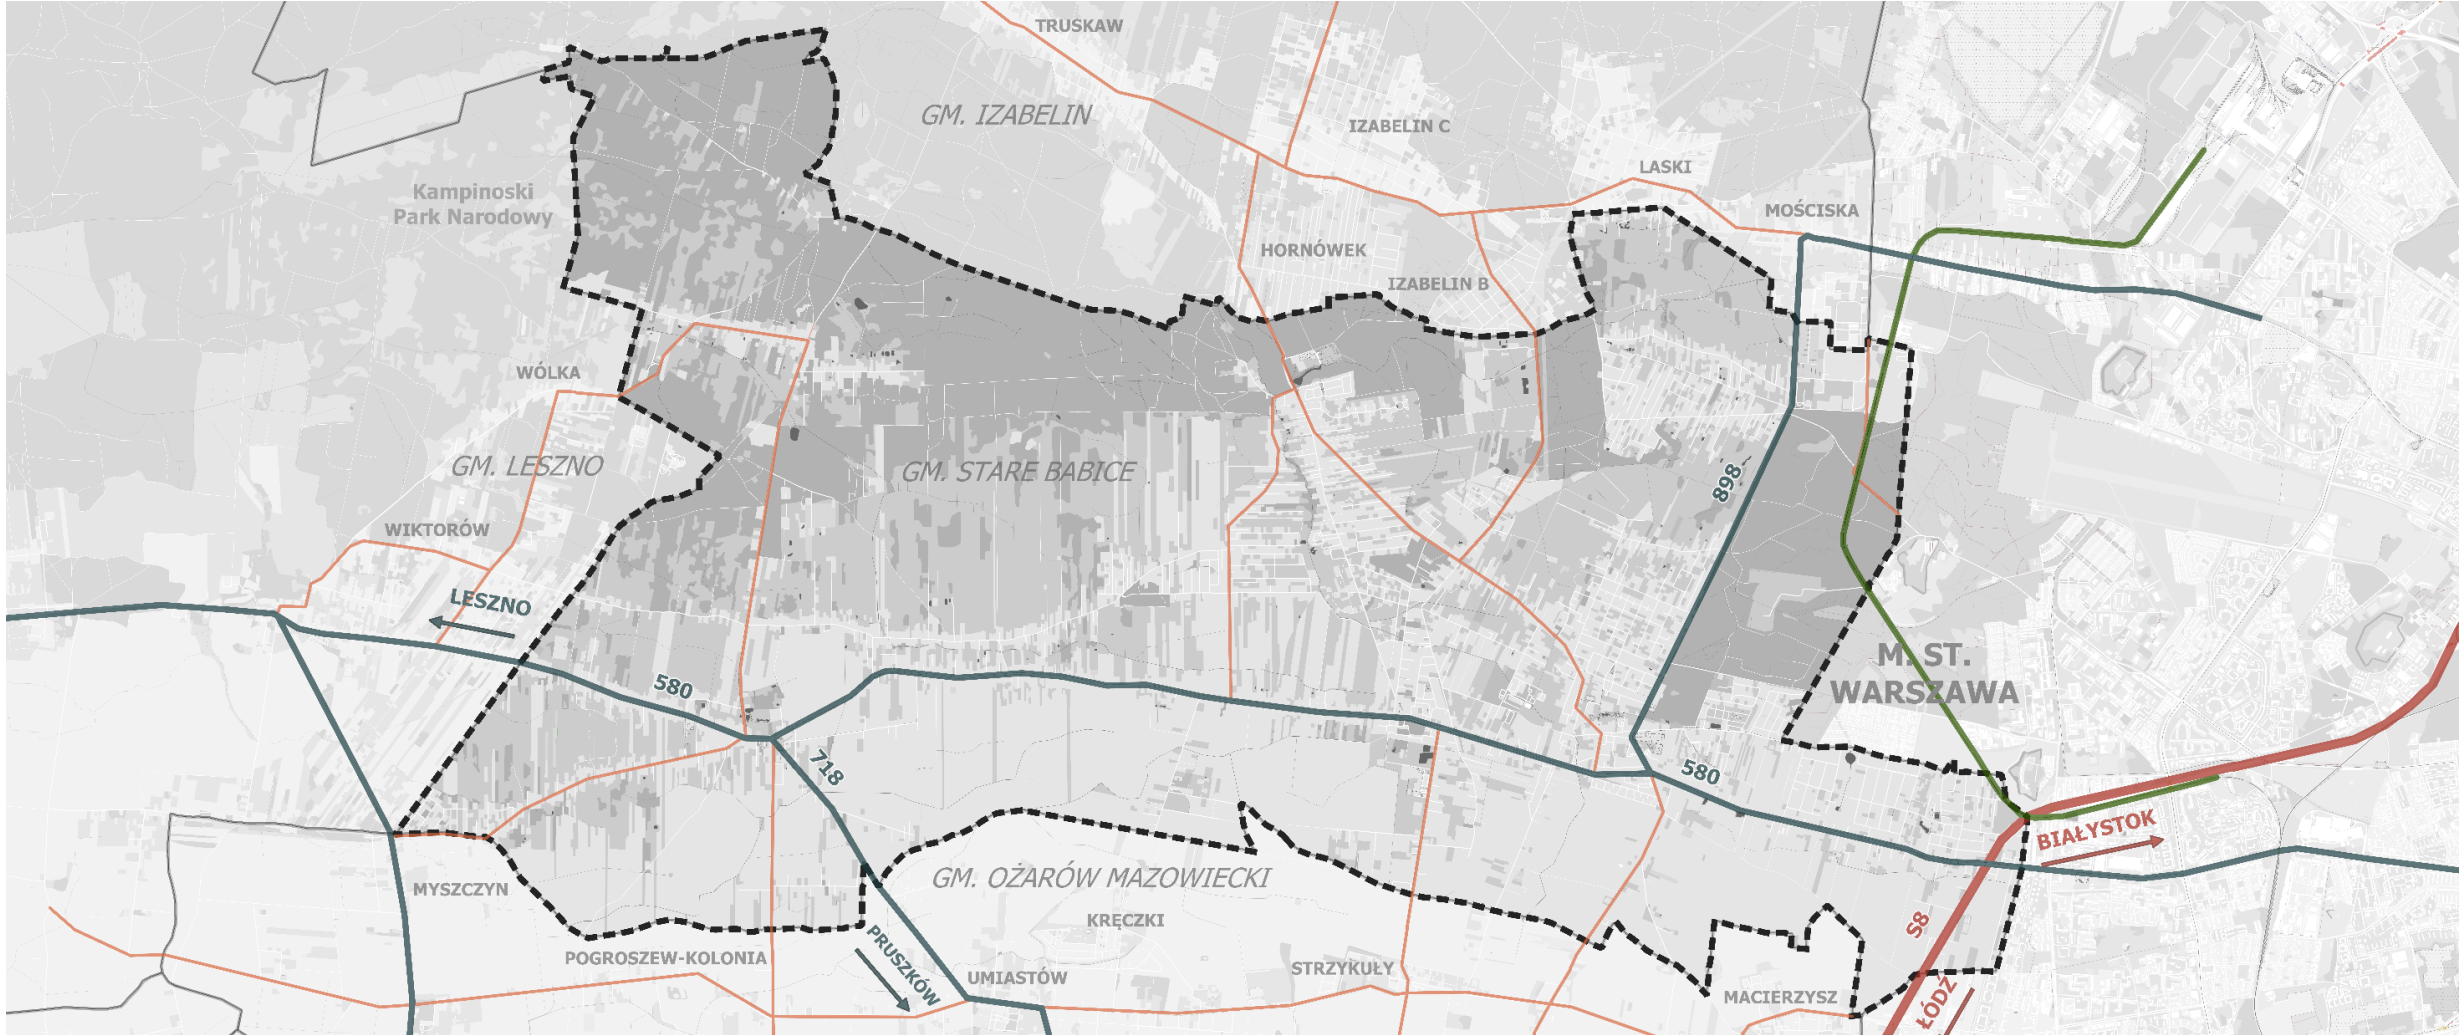 TRUSKAW
GM. IZABELIN
IZABELIN C
LASKI
Kampinoski
Park Narodowy
MOŚCISKA
HORNÓWEK
IZABELIN B
WÓLKA
GM. LESZNO
GM. STARE BABICE
898
WIKTORÓW
LESZNO
M. ST.
WARSZAWA
580
718
580
BIAŁYSTOK
MYSZCZYN
GM. OŻARÓW MAZOWIECKI
KRĘCZKI
S8
POGROSZEW-KOLONIA
PRUSZKÓW
UMIASTÓW
STRZYKUŁY
MACIERZYSZ
ŁÓDŹ